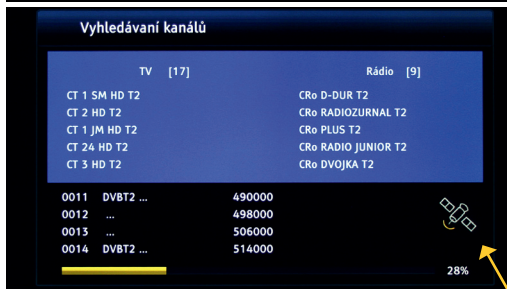 Vyhledávaní kanálů
TV [17] Rádio [9]
CT 1 SM HD T2 CRo D-DUR T2
CT 2 HD T2 CRo RADIOZURNAL T2
CT 1 JM HD T2 CRo PLUS T2
CT 24 HD T2 CRo RADIO JUNIOR T2
CT 3 HD T2 CRo DVOJKA T2
0011 DVBT2 ... 490000
0012 ... 498000
0013 ... 506000
0014 DVBT2 ... 514000
28%